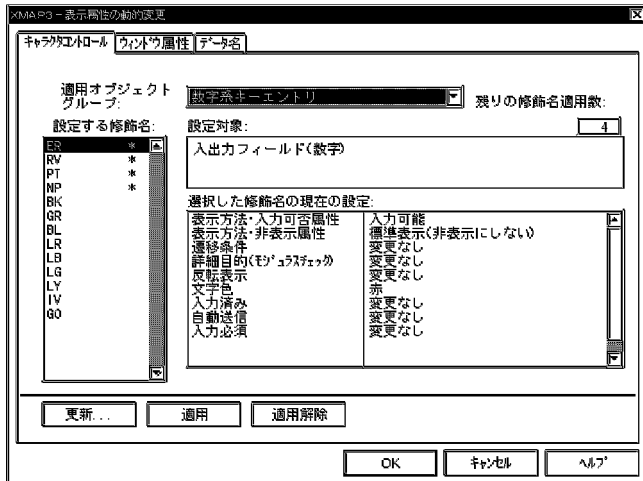 XMAP3－表示属性の動的変更
ｷｬﾗｸﾀｺﾝﾄﾛｰﾙ ｳｨﾝﾄﾞｳ属性 ﾃﾞｰﾀ名
適用オブジェクト
グループ:
数字系キーエントリ
残りの修飾名適用数:
4
設定する修飾名:
ER *
RV *
PT *
NP *
BK
GR
BL
LR
LB
LG
LY
IV
GO
設定対象:
入出力フィールド(数字)
選択した修飾名の現在の設定:
表示方法・入力可否属性 入力可能
表示方法・非表示属性 標準表示(非表示にしない)
遷移条件 変更なし
詳細目的(ﾓｼﾞｭﾗｽﾁｪｯｸ) 変更なし
反転表示 変更なし
文字色 赤
入力済み 変更なし
自動送信 変更なし
入力必須 変更なし
更新... 適用 適用解除
OK ｷｬﾝｾﾙ ﾍﾙﾌﾟ